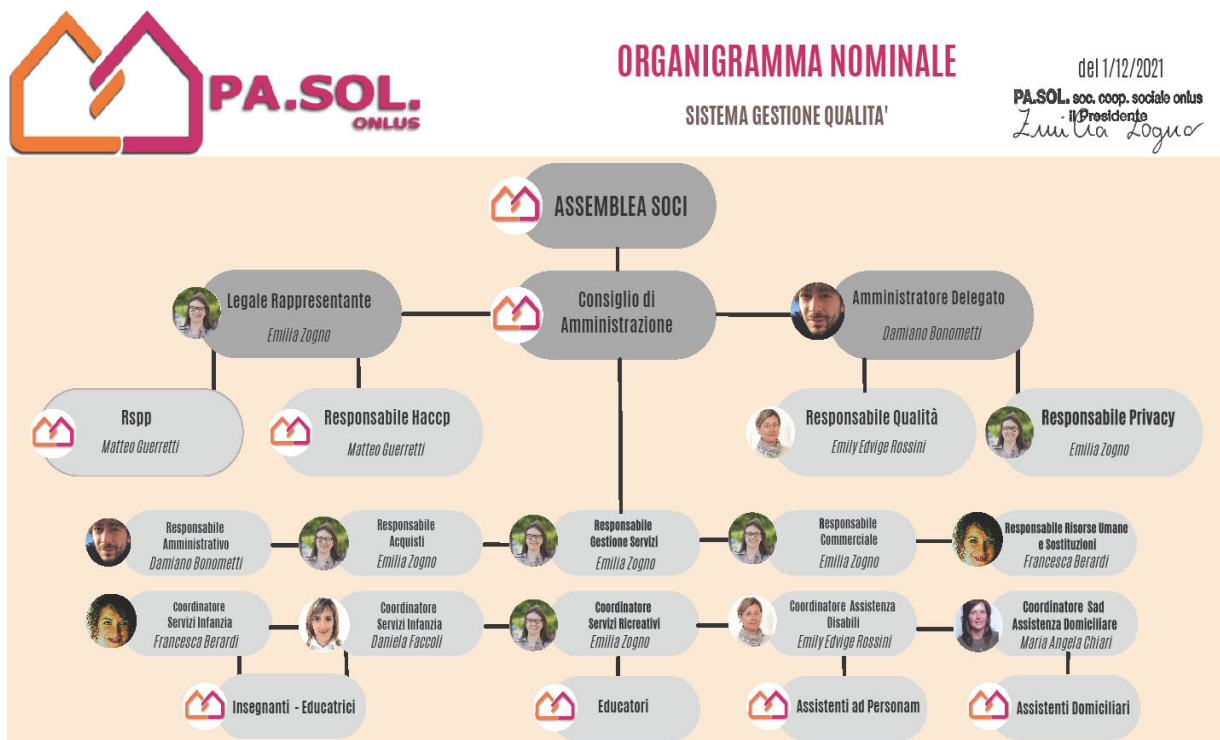 PA.SOL.
ONLUS
ORGANIGRAMMA NOMINALE
SISTEMA GESTIONE QUALITA'
del 1/12/2021
PA.SOL. soc. coop. sociale onlus
il Presidente
Emilia Zogno
ASSEMBLEA SOCI
Legale Rappresentante
Emilia Zogno
Consiglio di
Amministrazione
Amministratore Delegato
Damiano Bonometti
Rspp
Matteo Guerretti
Responsabile Haccp
Matteo Guerretti
Responsabile Qualità
Emily Edvige Rossini
Responsabile Privacy
Emilia Zogno
Responsabile
Amministrativo
Damiano Bonometti
Responsabile
Acquisti
Emilia Zogno
Responsabile
Gestione Servizi
Emilia Zogno
Responsabile
Commerciale
Emilia Zogno
Responsabile Risorse Umane
e Sostituzioni
Francesca Berardi
Coordinatore
Servizi Infanzia
Francesca Berardi
Coordinatore
Servizi Infanzia
Daniela Faccoli
Coordinatore
Servizi Ricreativi
Emilia Zogno
Coordinatore Assistenza
Disabili
Emily Edvige Rossini
Coordinatore Sad
Assistenza Domiciliare
Maria Angela Chiari
Insegnanti - Educatrici
Educatori
Assistenti ad Personam
Assistenti Domiciliari